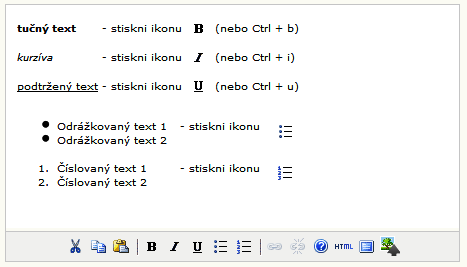 tučný text - stiskni ikonu B (nebo Ctrl + b)
kurzíva - stiskni ikonu I (nebo Ctrl + i)
podtržený text - stiskni ikonu U (nebo Ctrl + u)
• Odrážkovaný text 1 - stiskni ikonu
• Odrážkovaný text 2
1. Číslovaný text 1 - stiskni ikonu
2. Číslovaný text 2
B I U HTML